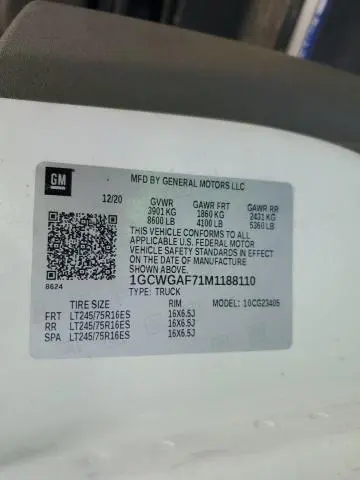 GM
MFD BY GENERAL MOTORS LLC
12/20 GVWR GAWR FRT GAWR RR
3901 KG 1860 KG 2431 KG
8600 LB 4100 LB 5360 LB
THIS VEHICLE CONFORMS TO ALL
APPLICABLE U.S. FEDERAL MOTOR
VEHICLE SAFETY STANDARDS IN EFFECT
ON THE DATE OF MANUFACTURE
SHOWN ABOVE.
8624 1GCWGAF71M1188110
TYPE: TRUCK
TIRE SIZE RIM MODEL: 10CG23405
FRT LT245/75R16ES 16X6.5J
RR LT245/75R16ES 16X6.5J
SPA LT245/75R16ES 16X6.5J